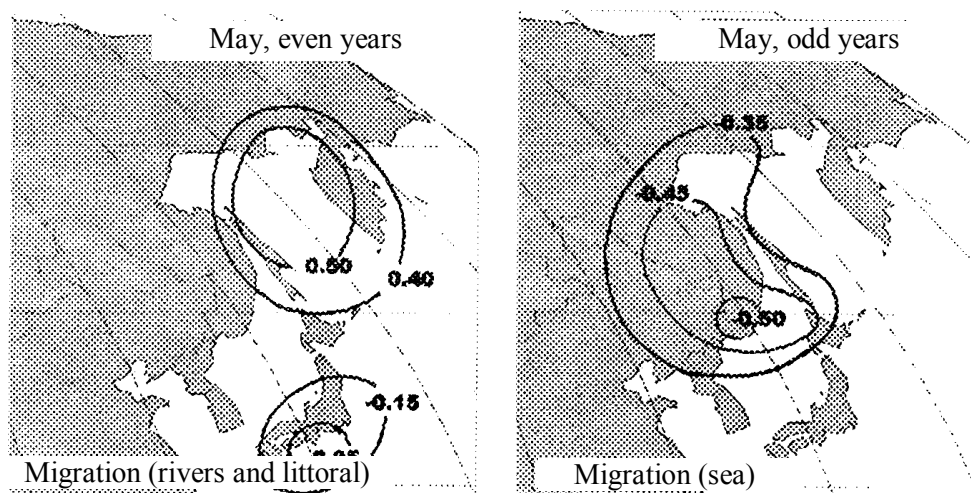 May, even years
May, odd years
-0.35
-0.45
0.50
0.40
-0.50
-0.15
Migration (rivers and littoral)
Migration (sea)